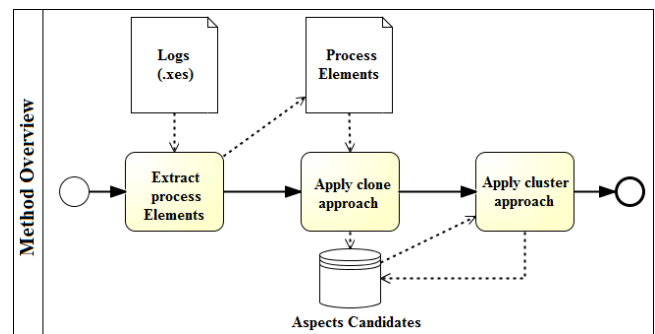 Method Overview
Logs
(.xes)
Process
Elements
Extract
process
Elements
Apply clone
approach
Apply cluster
approach
Aspects Candidates